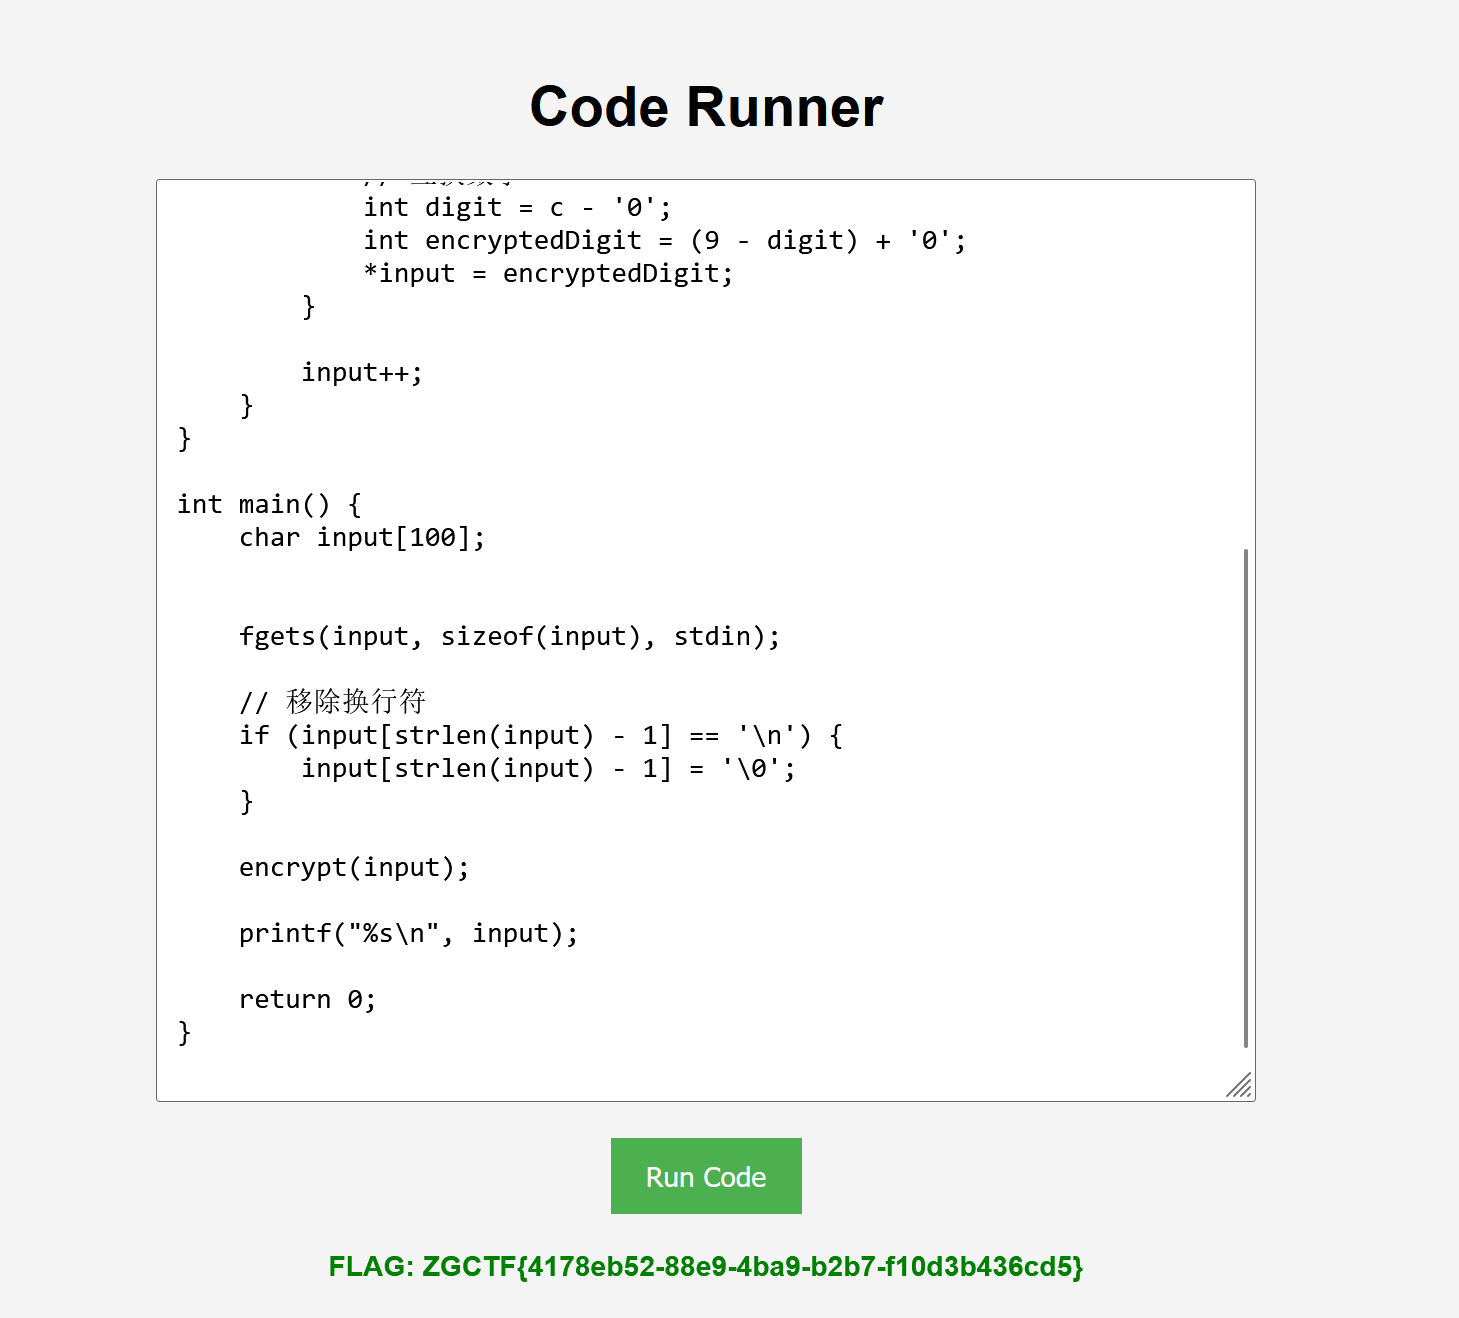 Code Runner
int digit = c - '0';
int encryptedDigit = (9 - digit) + '0';
*input = encryptedDigit;
}
input++;
}
}
int main() {
char input[100];
fgets(input, sizeof(input), stdin);
// 移除换行符
if (input[strlen(input) - 1] == '\n') {
input[strlen(input) - 1] = '\0';
}
encrypt(input);
printf("%s\n", input);
return 0;
}
Run Code
FLAG: ZGCTF{4178eb52-88e9-4ba9-b2b7-f10d3b436cd5}